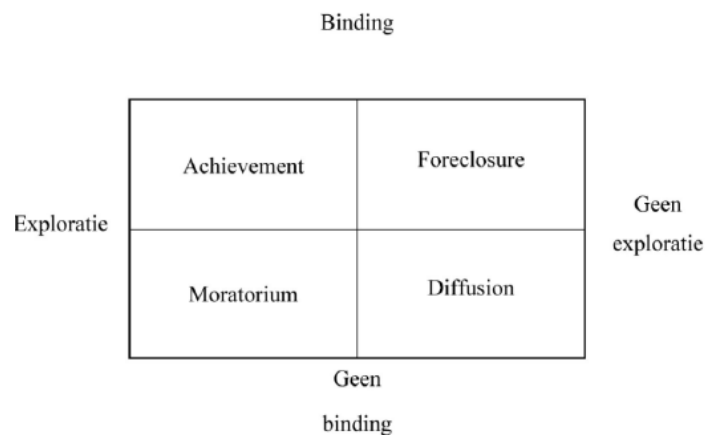 Binding
Achievement
Foreclosure
Exploratie
Geen
exploratie
Moratorium
Diffusion
Geen
binding